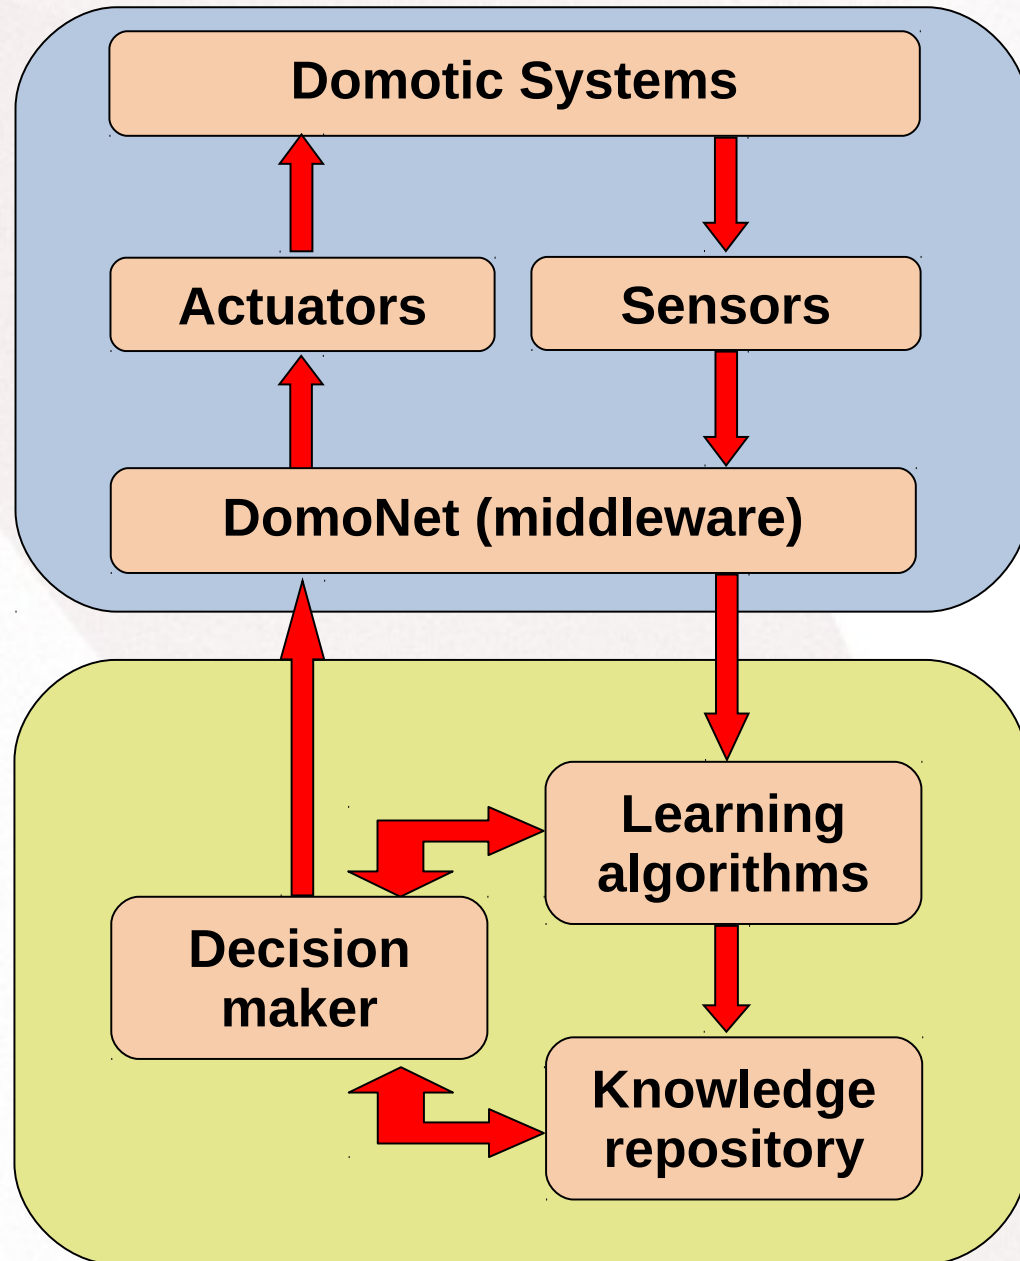 Domotic Systems
Actuators
Sensors
DomoNet (middleware)
Learning
algorithms
Decision
maker
Knowledge
repository